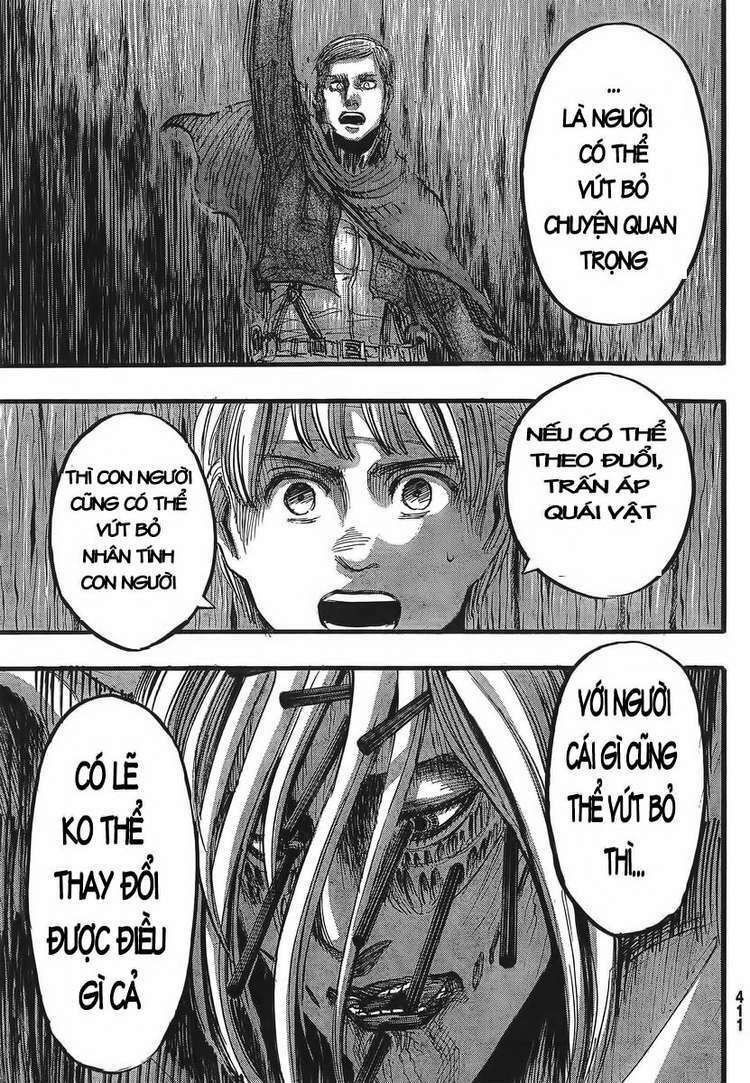 ...
LÀ NGƯỜI
CÓ THỂ
VỨT BỎ
CHUYỆN QUAN
TRỌNG
NẾU CÓ THỂ
THEO ĐUỔI,
TRẤN ÁP
QUÁI VẬT
THÌ CON NGƯỜI
CŨNG CÓ THỂ
VỨT BỎ
NHÂN TÍNH
CON NGƯỜI
VỚI NGƯỜI
CÁI GÌ CŨNG
THỂ VỨT BỎ
THÌ...
CÓ LẼ
KO THỂ
THAY ĐỔI
ĐƯỢC ĐIỀU
GÌ CẢ
411